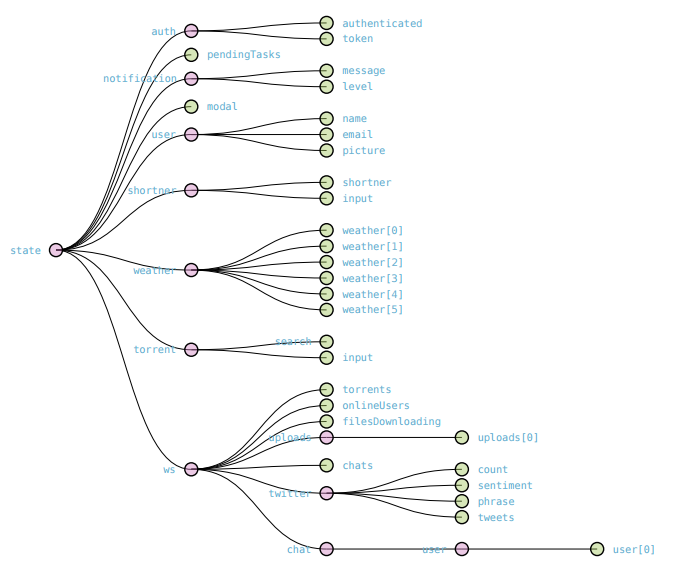 authenticated
auth
token
pendingTasks
message
notification
level
modal
name
user
email
picture
shortner
shortner
input
weather[0]
weather[1]
state
weather[2]
weather
weather[3]
weather[4]
weather[5]
search
torrent
input
torrents
onlineUsers
filesDownloading
uploads
uploads[0]
chats
ws
count
sentiment
twitter
phrase
tweets
chat
user
user[0]